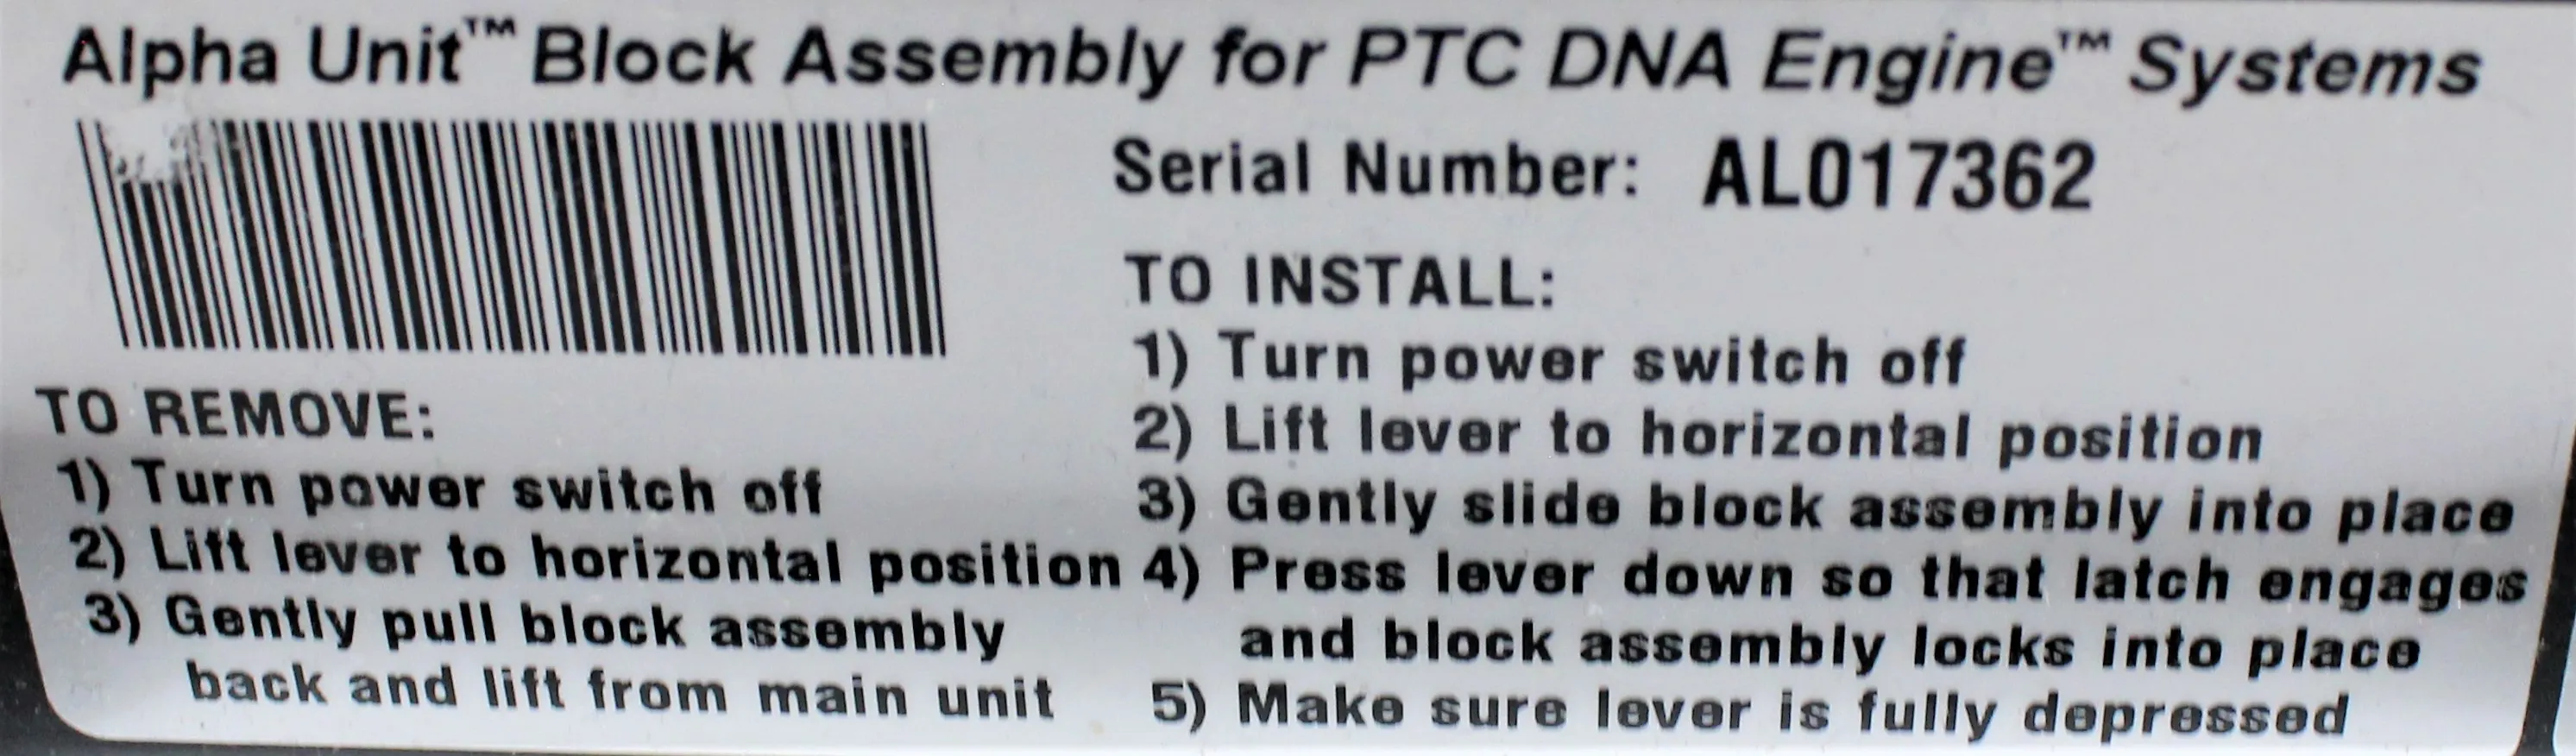 Alpha Unit™ Block Assembly for PTC DNA Engine™ Systems
Serial Number: AL017362
TO REMOVE:
1) Turn power switch off
2) Lift lever to horizontal position
3) Gently pull block assembly
back and lift from main unit
TO INSTALL:
1) Turn power switch off
2) Lift lever to horizontal position
3) Gently slide block assembly into place
4) Press lever down so that latch engages
and block assembly locks into place
5) Make sure lever is fully depressed